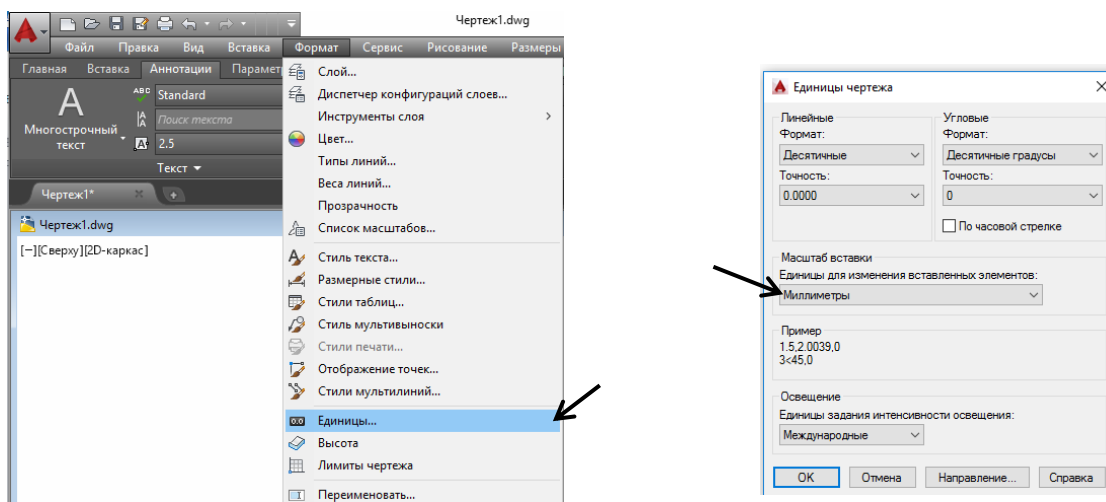 Чертеж1.dwg
Файл Правка Вид Вставка Формат Сервис Рисование Размеры
Главная Вставка Аннотации Парамет
A
Многострочный
текст
ABC Standard
Поиск текста
2.5
Текст
Чертеж1*
Чертеж1.dwg
[−][Сверху][2D-каркас]
Слой...
Диспетчер конфигураций слоев...
Инструменты слоя
Цвет...
Типы линий...
Веса линий...
Прозрачность
Список масштабов...
Стиль текста...
Размерные стили...
Стили таблиц...
Стиль мультивыноски
Стили печати...
Отображение точек...
Стили мультилиний...
0.0 Единицы...
Высота
Лимиты чертежа
Переименовать...
Единицы чертежа
Линейные
Формат:
Десятичные
Точность:
0.0000
Угловые
Формат:
Десятичные градусы
Точность:
0
По часовой стрелке
Масштаб вставки
Единицы для изменения вставленных элементов:
Миллиметры
Пример
1.5,2.0039,0
3<45,0
Освещение
Единицы задания интенсивности освещения:
Международные
OK Отмена Направление... Справка